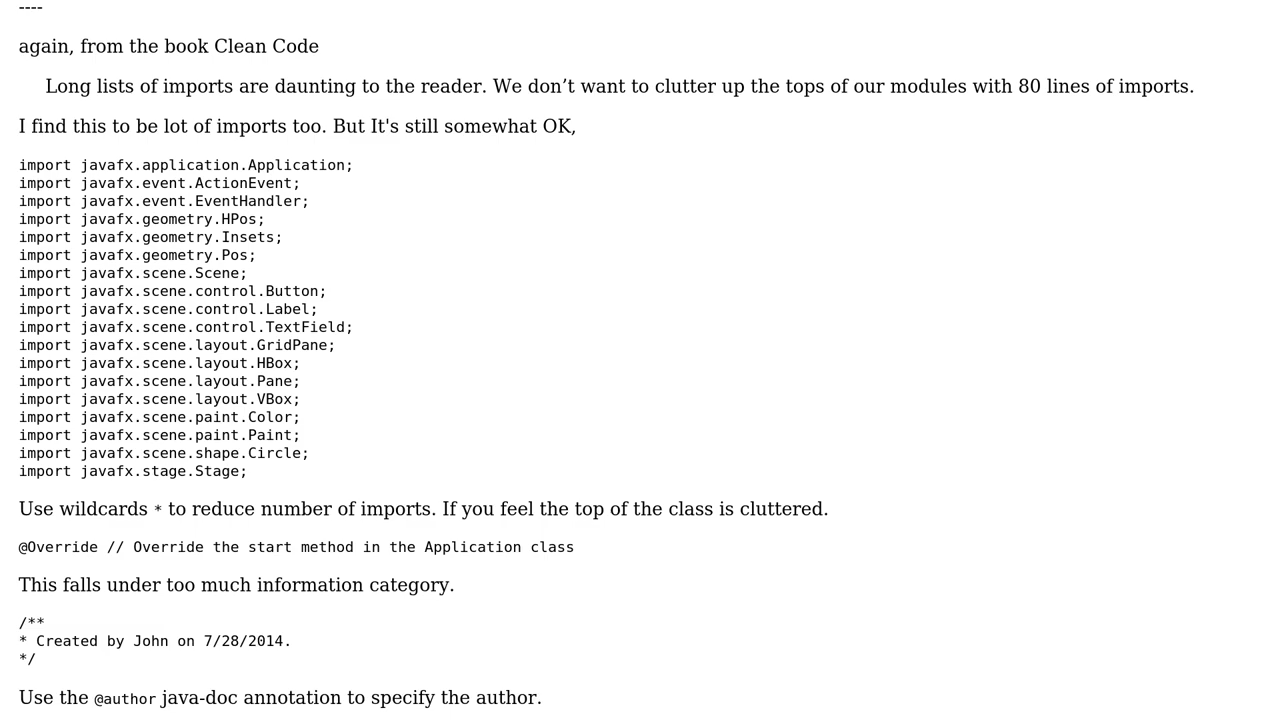 ----
again, from the book Clean Code
Long lists of imports are daunting to the reader. We don’t want to clutter up the tops of our modules with 80 lines of imports.
I find this to be lot of imports too. But It's still somewhat OK,
import javafx.application.Application;
import javafx.event.ActionEvent;
import javafx.event.EventHandler;
import javafx.geometry.HPos;
import javafx.geometry.Insets;
import javafx.geometry.Pos;
import javafx.scene.Scene;
import javafx.scene.control.Button;
import javafx.scene.control.Label;
import javafx.scene.control.TextField;
import javafx.scene.layout.GridPane;
import javafx.scene.layout.HBox;
import javafx.scene.layout.Pane;
import javafx.scene.layout.VBox;
import javafx.scene.paint.Color;
import javafx.scene.paint.Paint;
import javafx.scene.shape.Circle;
import javafx.stage.Stage;
Use wildcards * to reduce number of imports. If you feel the top of the class is cluttered.
@Override // Override the start method in the Application class
This falls under too much information category.
/**
* Created by John on 7/28/2014.
*/
Use the @author java-doc annotation to specify the author.